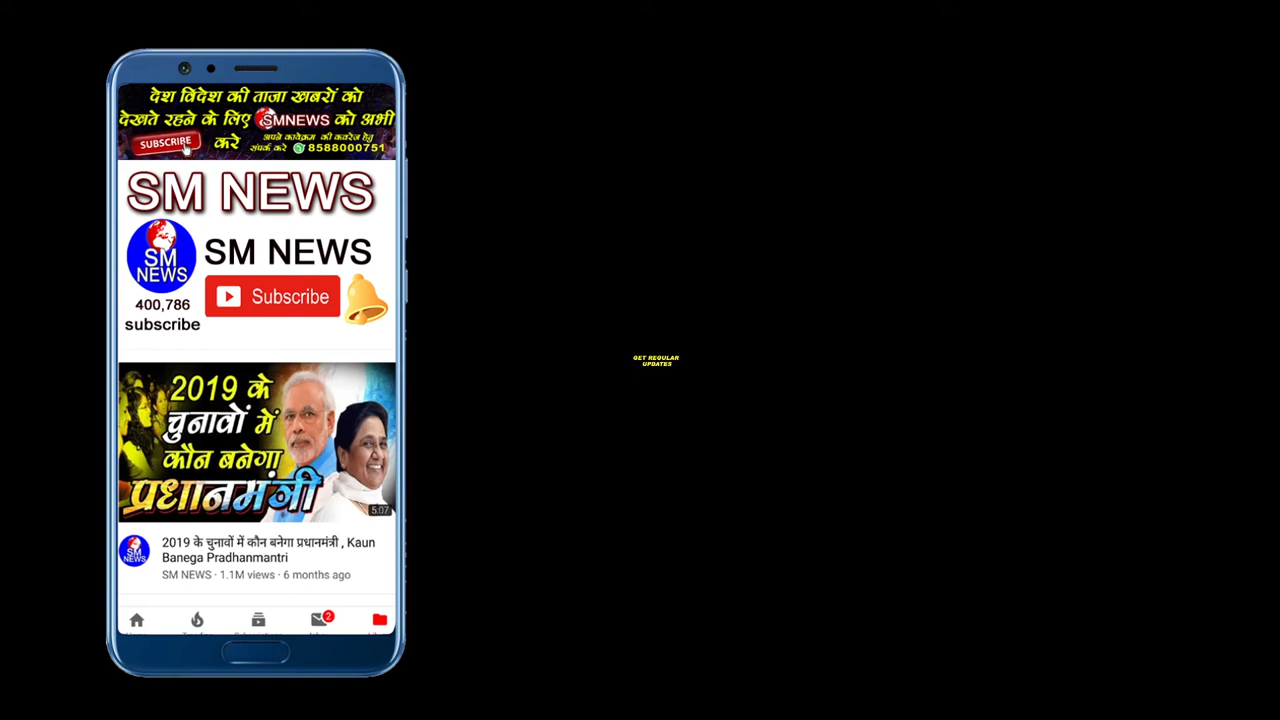 देश विदेश की ताजा खबरों को
देखते रहने के लिए SMNEWS को अभी
SUBSCRIBE करे
अपने कार्यक्रम की कवरेज हेतु
संपर्क करे 8588000751
SM NEWS
SM
NEWS
SM NEWS
Subscribe
400,786
subscribe
GET REGULAR
UPDATES
2019 के
चुनावों में
कौन बनेगा
प्रधानमंत्री
5:07
SM
NEWS
2019 के चुनावों में कौन बनेगा प्रधानमंत्री , Kaun
Banega Pradhanmantri
SM NEWS · 1.1M views · 6 months ago
2